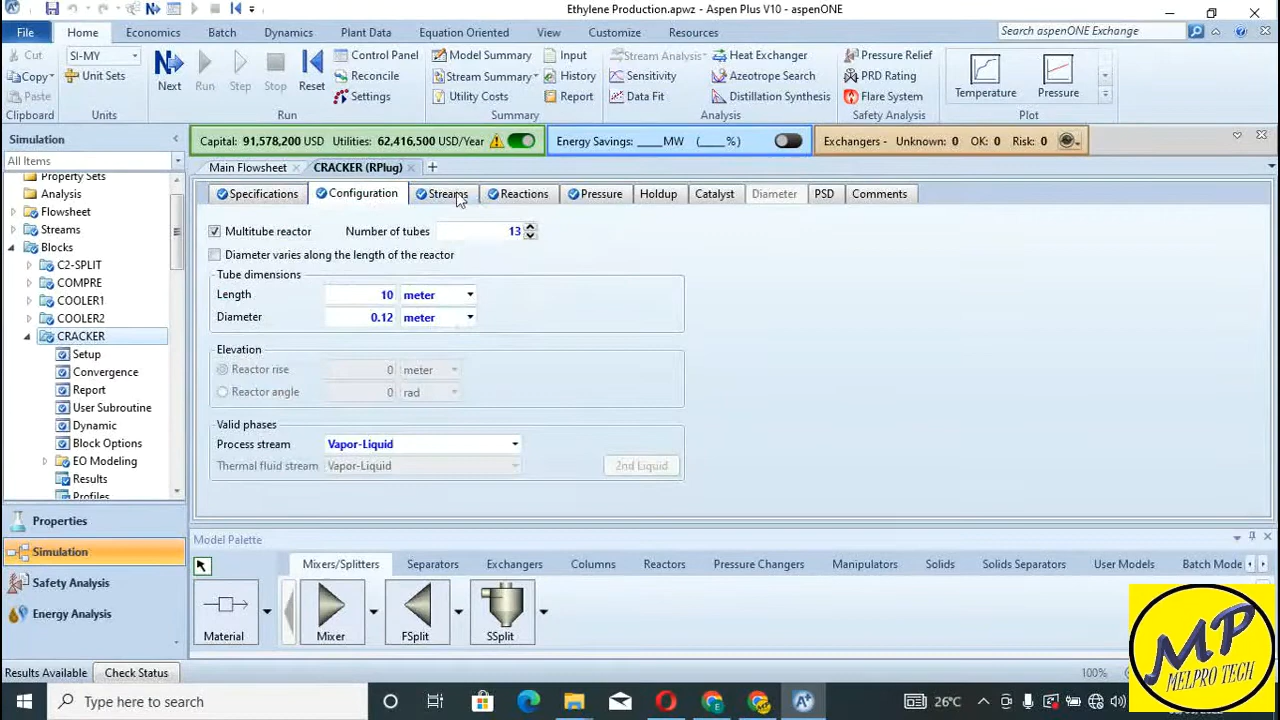 Ethylene Production.apwz - Aspen Plus V10 - aspenONE
File Home Economics Batch Dynamics Plant Data Equation Oriented View Customize Resources Search aspenONE Exchange
Cut SI-MY Control Panel Model Summary Input Stream Analysis Heat Exchanger Pressure Relief
Copy Unit Sets Next Run Step Stop Reset Reconcile Stream Summary History Sensitivity Azeotrope Search PRD Rating Temperature Pressure
Paste Settings Utility Costs Report Data Fit Distillation Synthesis Flare System
Clipboard Units Run Summary Analysis Safety Analysis Plot
Simulation Capital: 91,578,200 USD Utilities: 62,416,500 USD/Year Energy Savings: ____ MW (____%) Exchangers - Unknown: 0 OK: 0 Risk: 0
All Items
Main Flowsheet CRACKER (RPlug)
Property Sets
Analysis
Flowsheet
Streams
Blocks
C2-SPLIT
COMPRE
COOLER1
COOLER2
CRACKER
Setup
Convergence
Report
User Subroutine
Dynamic
Block Options
EO Modeling
Results
Profiles
Properties
Simulation
Safety Analysis
Energy Analysis
Specifications Configuration Streams Reactions Pressure Holdup Catalyst Diameter PSD Comments
Multitube reactor Number of tubes 13
Diameter varies along the length of the reactor
Tube dimensions
Length 10 meter
Diameter 0.12 meter
Elevation
Reactor rise 0 meter
Reactor angle 0 rad
Valid phases
Process stream Vapor-Liquid
Thermal fluid stream Vapor-Liquid 2nd Liquid
Model Palette
Mixers/Splitters Separators Exchangers Columns Reactors Pressure Changers Manipulators Solids Solids Separators User Models Batch Mode
Material Mixer FSplit SSplit
Results Available Check Status 100%
Type here to search 26°C
MP
MELPRO TECH